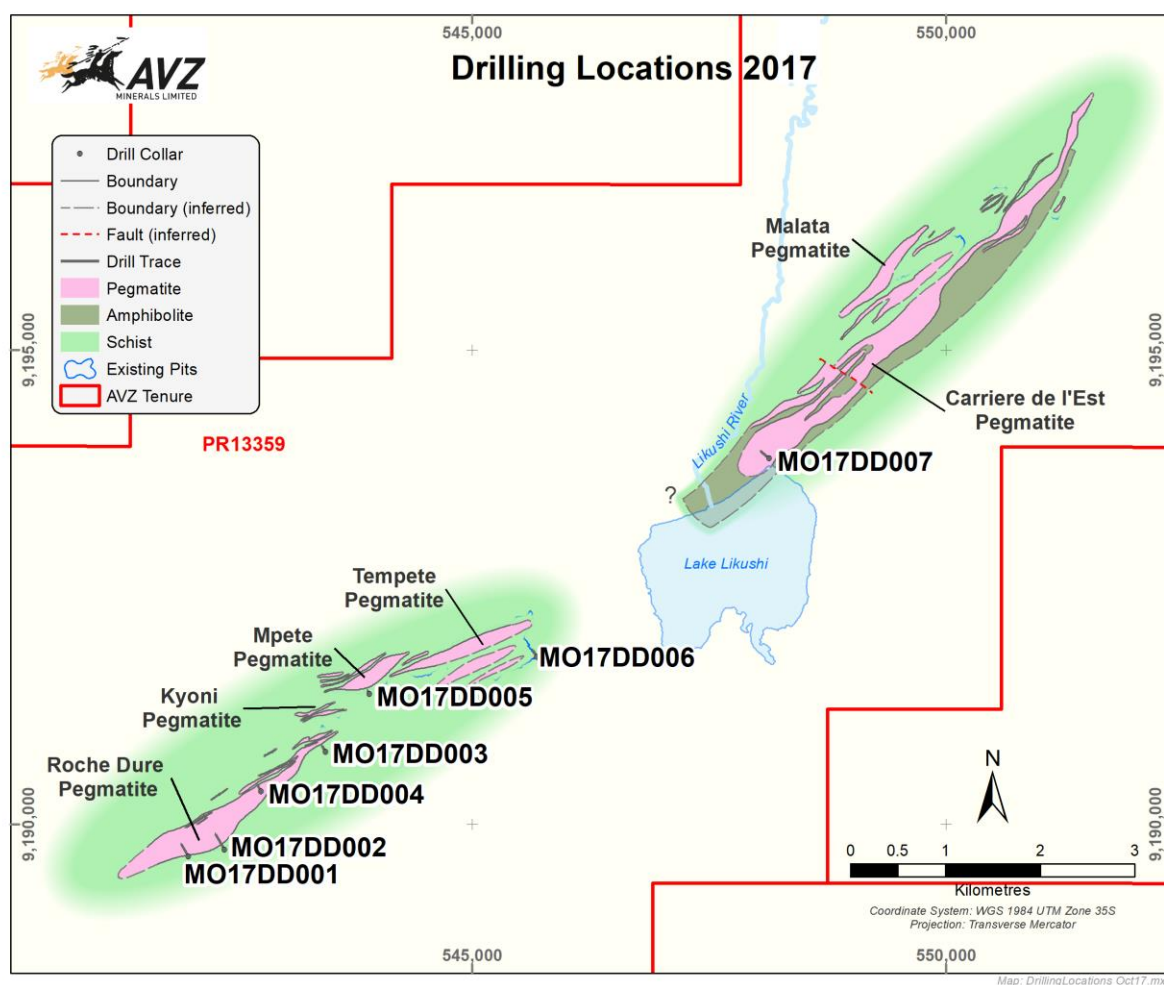 545,000
550,000
AVZ
MINERALS LIMITED
Drilling Locations 2017
Drill Collar
Boundary
Boundary (inferred)
Fault (inferred)
Drill Trace
Pegmatite
Amphibolite
Schist
Existing Pits
AVZ Tenure
Malata
Pegmatite
9,195,000
9,195,000
Carriere de l'Est
Pegmatite
PR13359
Likushi River
MO17DD007
?
Lake Likushi
Tempete
Pegmatite
Mpete
Pegmatite
MO17DD006
Kyoni
Pegmatite
MO17DD005
MO17DD003
Roche Dure
Pegmatite
MO17DD004
N
9,190,000
9,190,000
MO17DD002
MO17DD001
0 0.5 1 2 3
Kilometres
Coordinate System: WGS 1984 UTM Zone 35S
Projection: Transverse Mercator
545,000
550,000
Map: DrillingLocations Oct17.mx